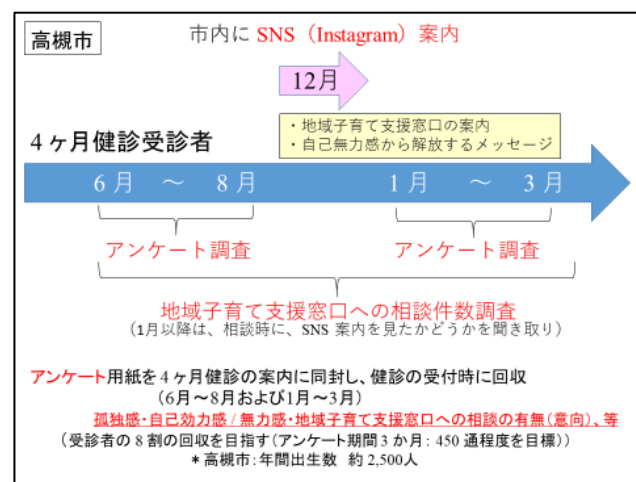 高槻市
市内に SNS（Instagram）案内
12月
・地域子育て支援窓口の案内
・自己無力感から解放するメッセージ
4ヶ月健診受診者
6月 ～ 8月 1月 ～ 3月
アンケート調査 アンケート調査
地域子育て支援窓口への相談件数調査
（1月以降は、相談時に、SNS 案内を見たかどうかを聞き取り）
アンケート用紙を4ヶ月健診の案内に同封し、健診の受付時に回収
（6月～8月および1月～3月）
孤独感・自己効力感 / 無力感・地域子育て支援窓口への相談の有無（意向）、等
（受診者の8割の回収を目指す（アンケート期間3か月: 450 通程度を目標））
* 高槻市: 年間出生数 約 2,500人